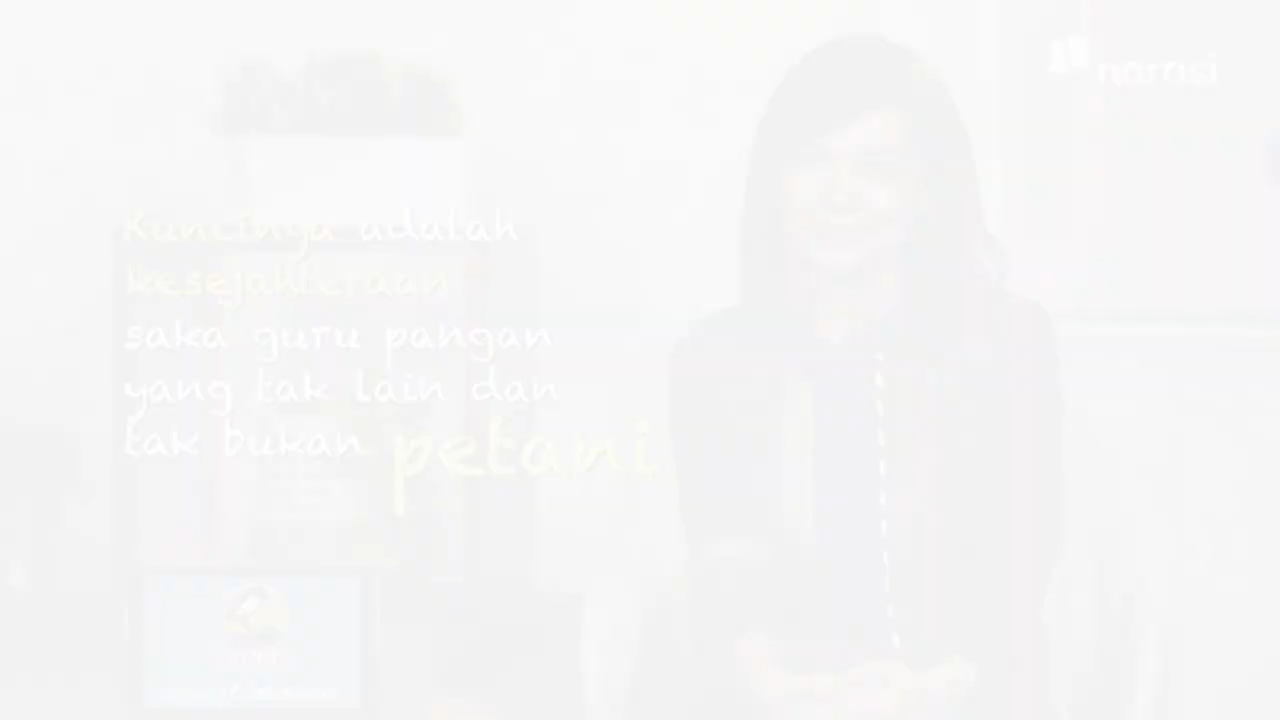 narasi
Kuncinya adalah
kesejahteraan
saka guru pangan
yang tak lain dan
tak bukan petani